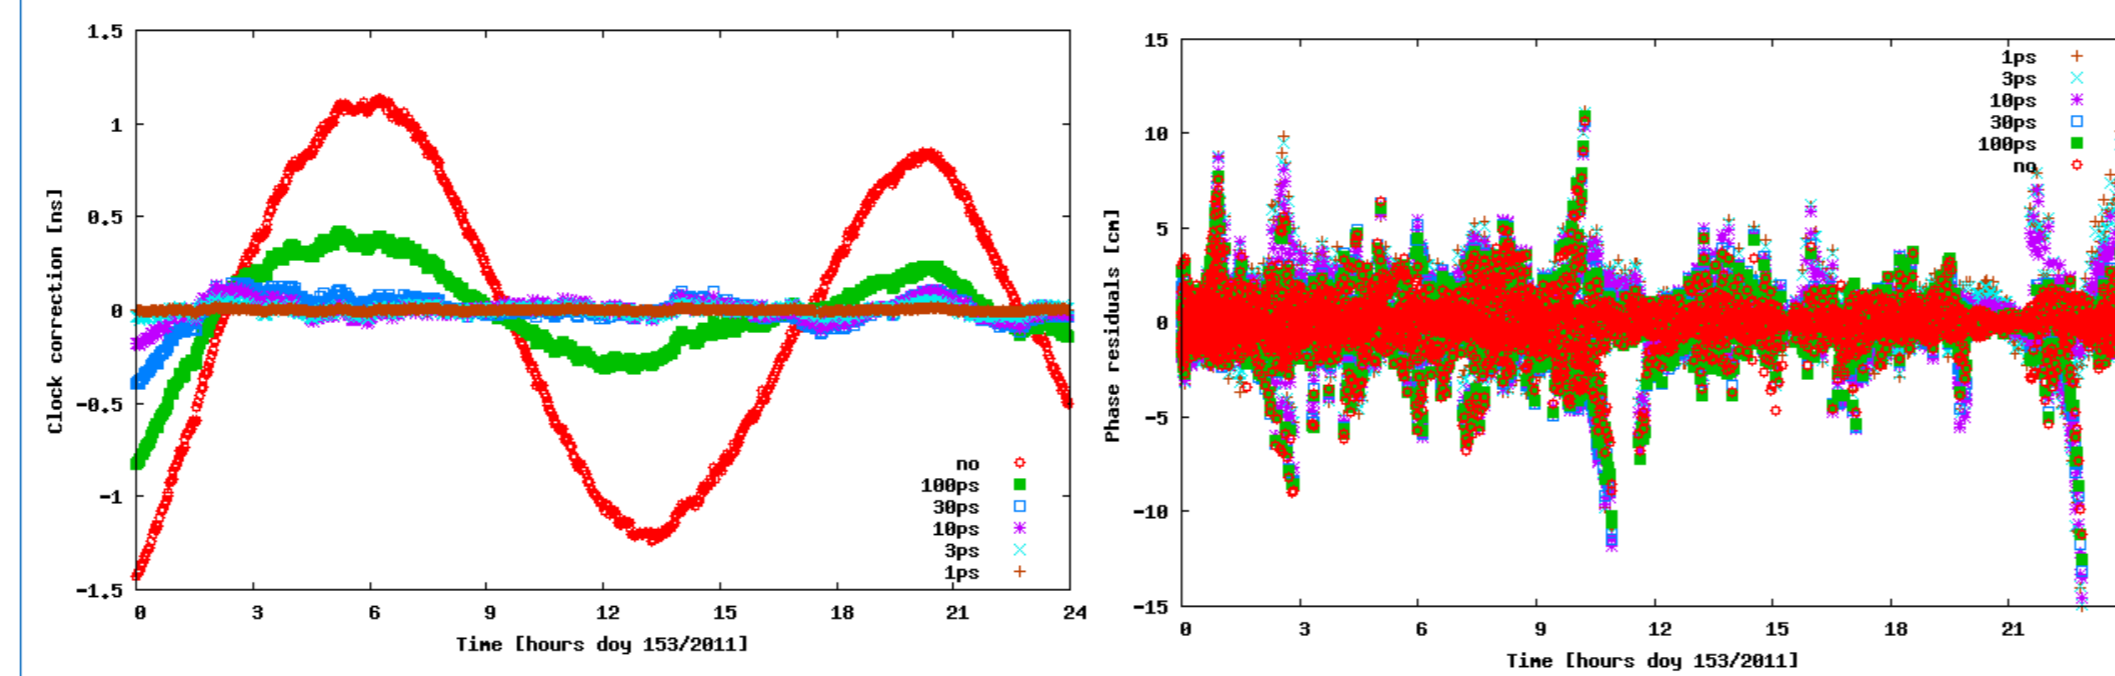 1.5
1
0.5
0
-0.5
-1
-1.5
Clock correction [ns]
no
100ps
30ps
10ps
3ps
1ps
0 3 6 9 12 15 18 21 24
Time [hours doy 153/2011]
15
10
5
0
-5
-10
-15
Phase residuals [cm]
1ps
3ps
10ps
30ps
100ps
no
0 3 6 9 12 15 18 21
Time [hours doy 153/2011]